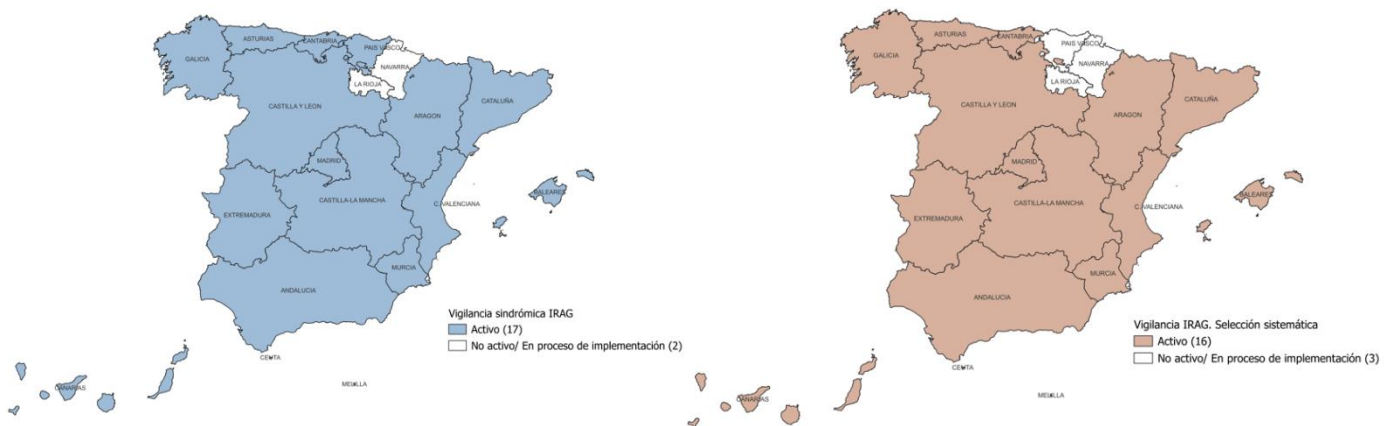 ASTURIAS
CANTABRIA
PAIS VASCO
GALICIA
NAVARRA
LA RIOJA
CASTILLA Y LEON
CATALUÑA
ARAGON
MADRID
BALEARES
CASTILLA-LA MANCHA
C. VALENCIANA
EXTREMADURA
MURCIA
ANDALUCIA
Vigilancia sindrómica IRAG
Activo (17)
No activo/ En proceso de implementación (2)
CEUTA
CANARIAS
MELILLA
ASTURIAS
CANTABRIA
PAIS VASCO
GALICIA
NAVARRA
LA RIOJA
CASTILLA Y LEON
CATALUÑA
ARAGON
MADRID
BALEARES
CASTILLA-LA MANCHA
C. VALENCIANA
EXTREMADURA
MURCIA
ANDALUCIA
Vigilancia IRAG. Selección sistemática
Activo (16)
No activo/ En proceso de implementación (3)
CEUTA
CANARIAS
MELILLA